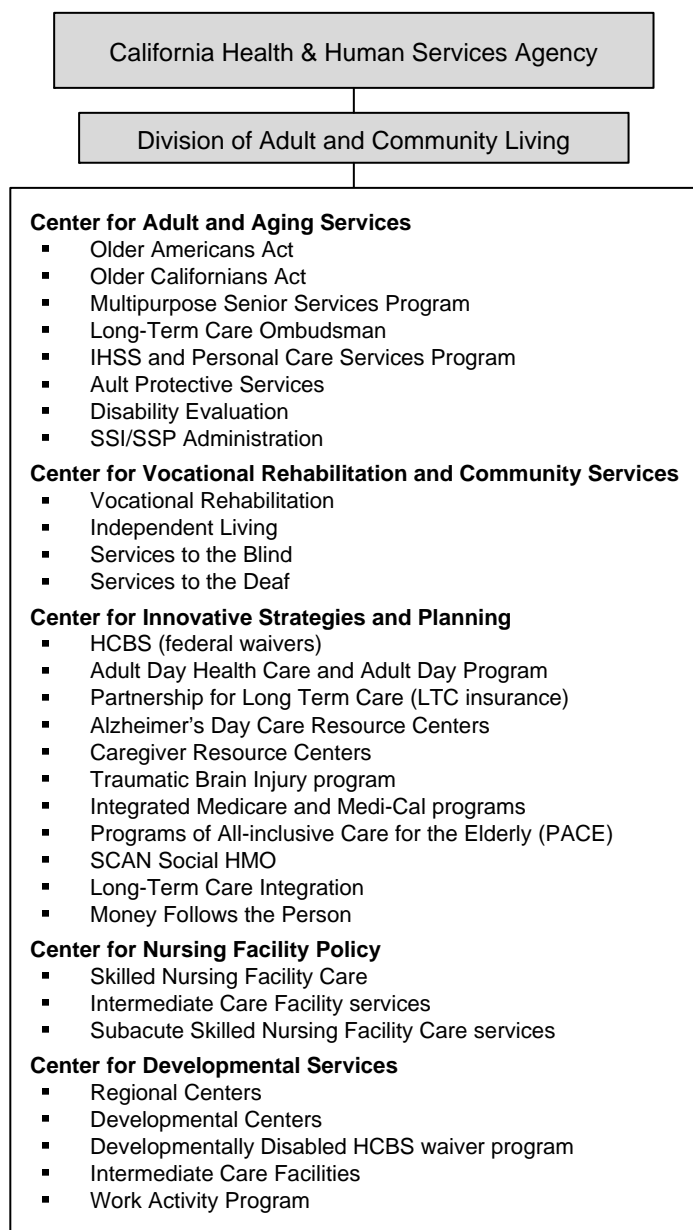 California Health & Human Services Agency
Division of Adult and Community Living
Center for Adult and Aging Services
▪ Older Americans Act
▪ Older Californians Act
▪ Multipurpose Senior Services Program
▪ Long-Term Care Ombudsman
▪ IHSS and Personal Care Services Program
▪ Ault Protective Services
▪ Disability Evaluation
▪ SSI/SSP Administration
Center for Vocational Rehabilitation and Community Services
▪ Vocational Rehabilitation
▪ Independent Living
▪ Services to the Blind
▪ Services to the Deaf
Center for Innovative Strategies and Planning
▪ HCBS (federal waivers)
▪ Adult Day Health Care and Adult Day Program
▪ Partnership for Long Term Care (LTC insurance)
▪ Alzheimer's Day Care Resource Centers
▪ Caregiver Resource Centers
▪ Traumatic Brain Injury program
▪ Integrated Medicare and Medi-Cal programs
▪ Programs of All-inclusive Care for the Elderly (PACE)
▪ SCAN Social HMO
▪ Long-Term Care Integration
▪ Money Follows the Person
Center for Nursing Facility Policy
▪ Skilled Nursing Facility Care
▪ Intermediate Care Facility services
▪ Subacute Skilled Nursing Facility Care services
Center for Developmental Services
▪ Regional Centers
▪ Developmental Centers
▪ Developmentally Disabled HCBS waiver program
▪ Intermediate Care Facilities
▪ Work Activity Program